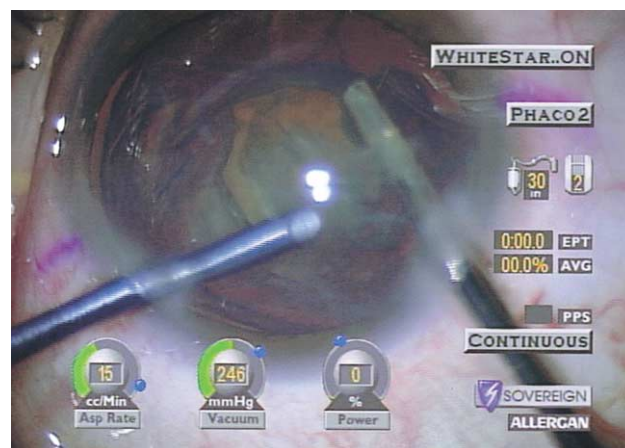 WHITESTAR..ON
PHACO2
30
in
2
0:00.0 EPT
00.0% AVG
PPS
CONTINUOUS
15
cc/Min
Asp Rate
246
mmHg
Vacuum
0
%
Power
SOVEREIGN
ALLERGAN